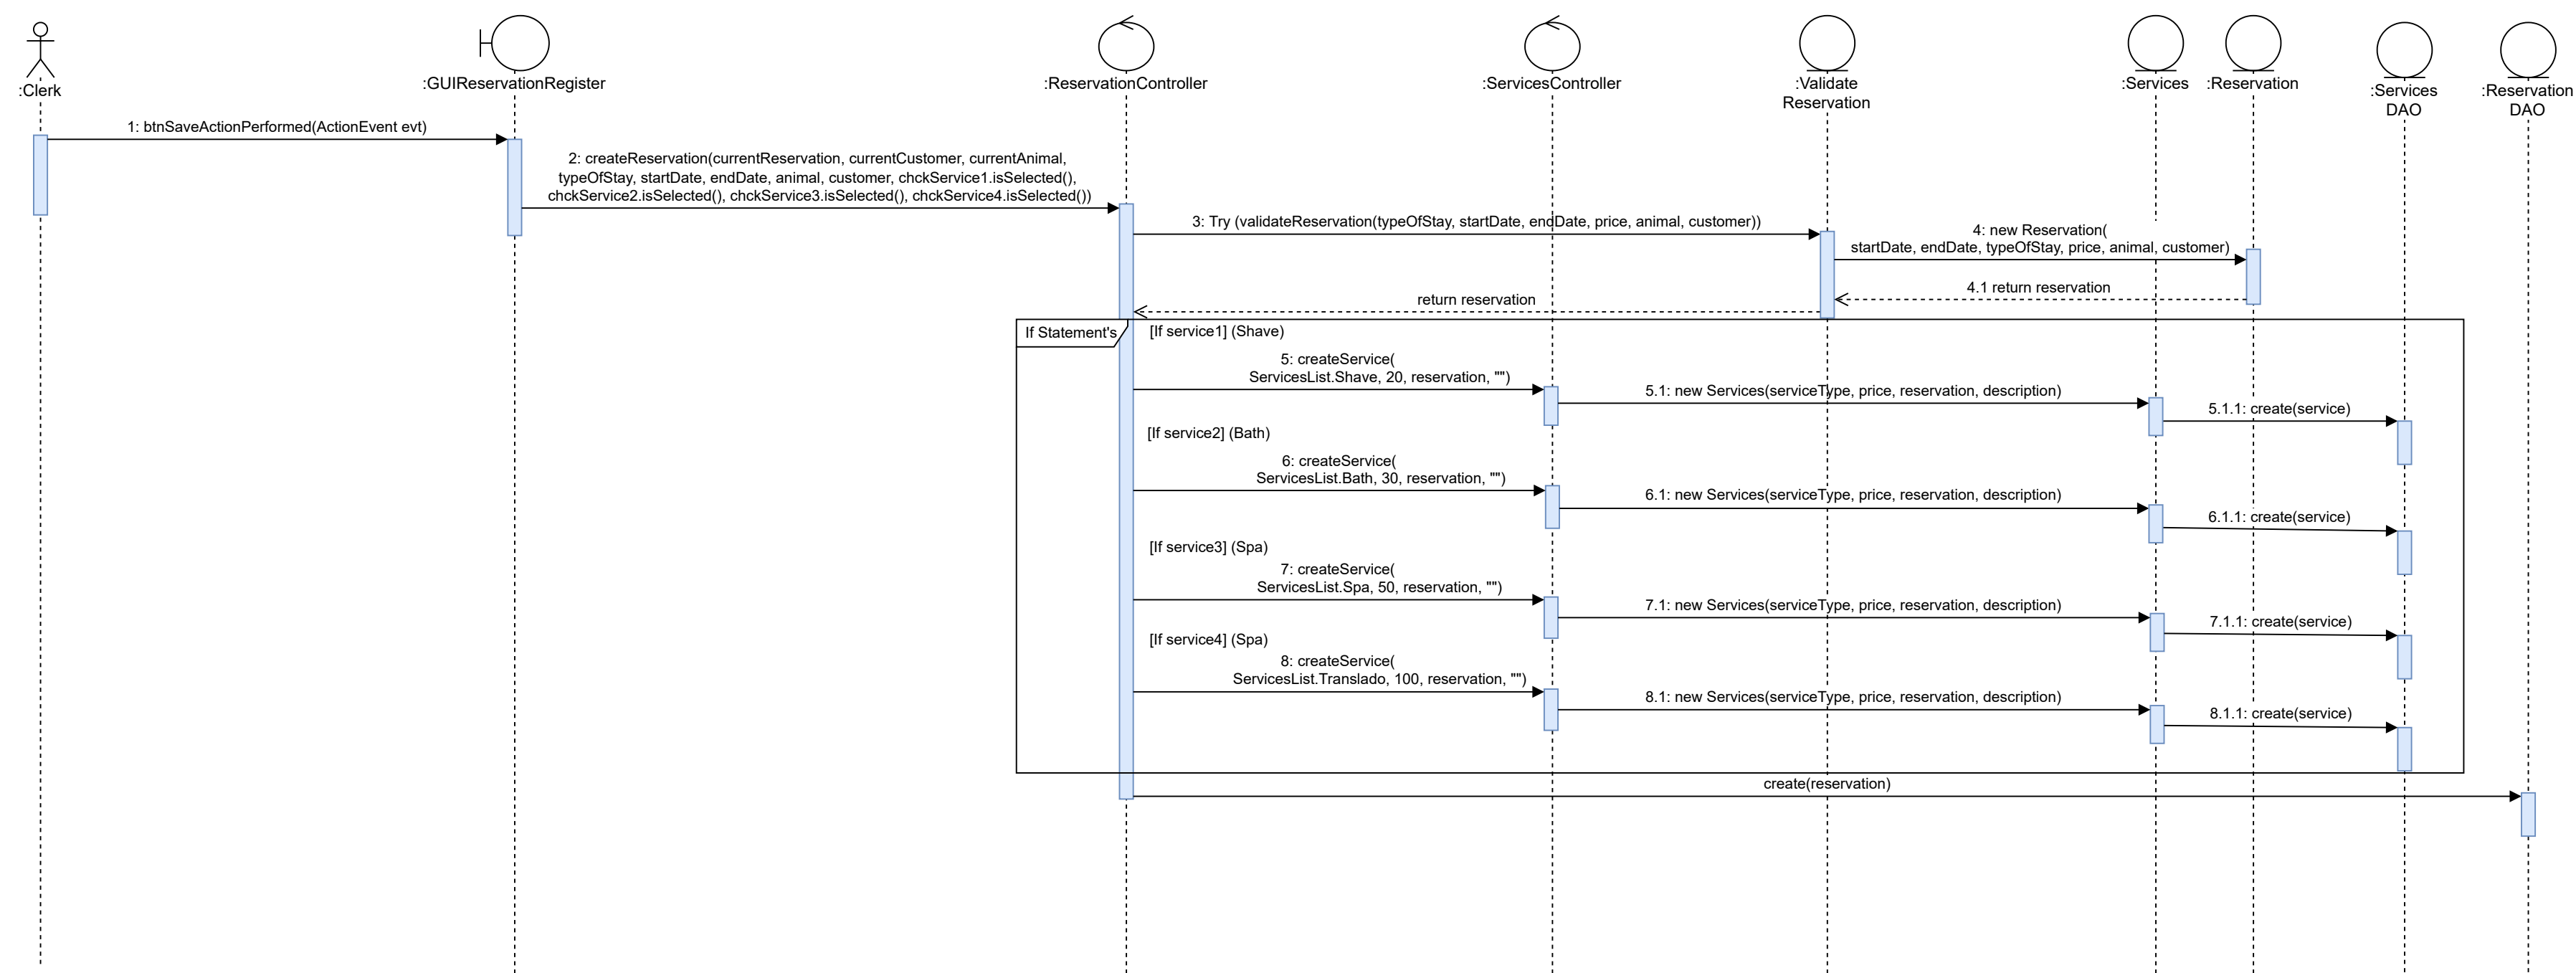 :Clerk
:GUIReservationRegister
:ReservationController
:ServicesController
:Validate
Reservation
:Services
:Reservation
:Services
DAO
:Reservation
DAO
1: btnSaveActionPerformed(ActionEvent evt)
2: createReservation(currentReservation, currentCustomer, currentAnimal,
typeOfStay, startDate, endDate, animal, customer, chckService1.isSelected(),
chckService2.isSelected(), chckService3.isSelected(), chckService4.isSelected())
3: Try (validateReservation(typeOfStay, startDate, endDate, price, animal, customer))
4: new Reservation(
startDate, endDate, typeOfStay, price, animal, customer)
4.1 return reservation
return reservation
If Statement's
[If service1] (Shave)
5: createService(
ServicesList.Shave, 20, reservation, "")
5.1: new Services(serviceType, price, reservation, description)
5.1.1: create(service)
[If service2] (Bath)
6: createService(
ServicesList.Bath, 30, reservation, "")
6.1: new Services(serviceType, price, reservation, description)
6.1.1: create(service)
[If service3] (Spa)
7: createService(
ServicesList.Spa, 50, reservation, "")
7.1: new Services(serviceType, price, reservation, description)
7.1.1: create(service)
[If service4] (Spa)
8: createService(
ServicesList.Translado, 100, reservation, "")
8.1: new Services(serviceType, price, reservation, description)
8.1.1: create(service)
create(reservation)